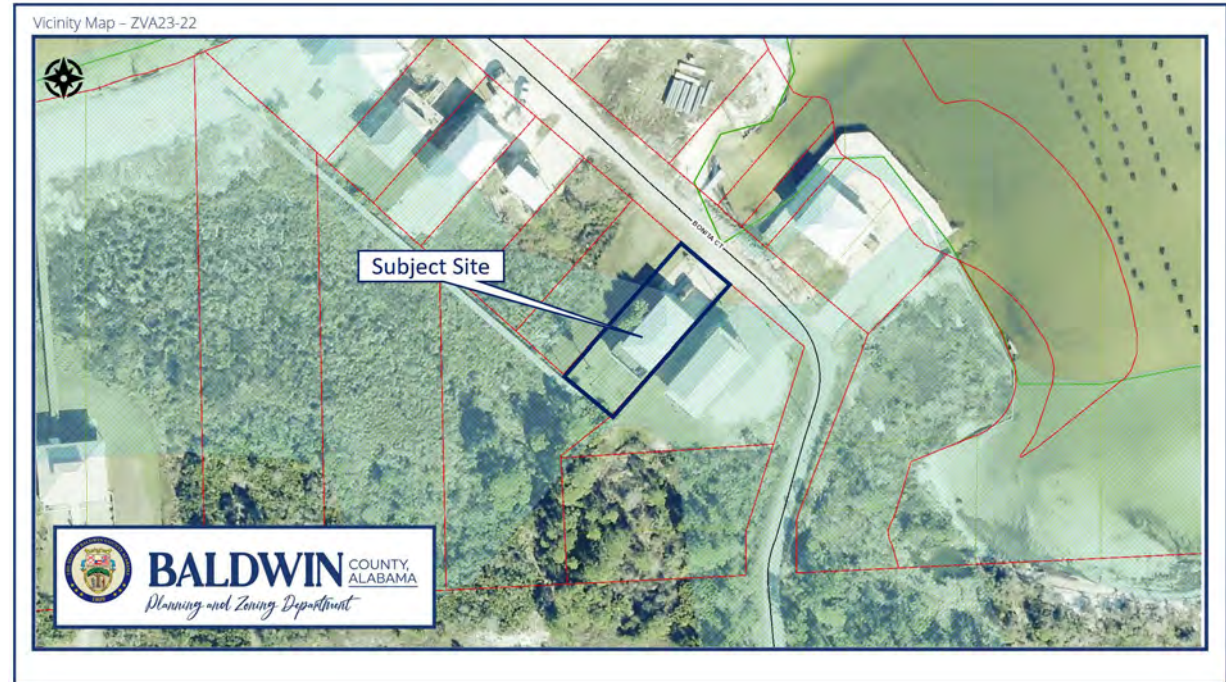 Vicinity Map – ZVA23-22
BONITA CT
Subject Site
BALDWIN COUNTY, ALABAMA
Planning and Zoning Department